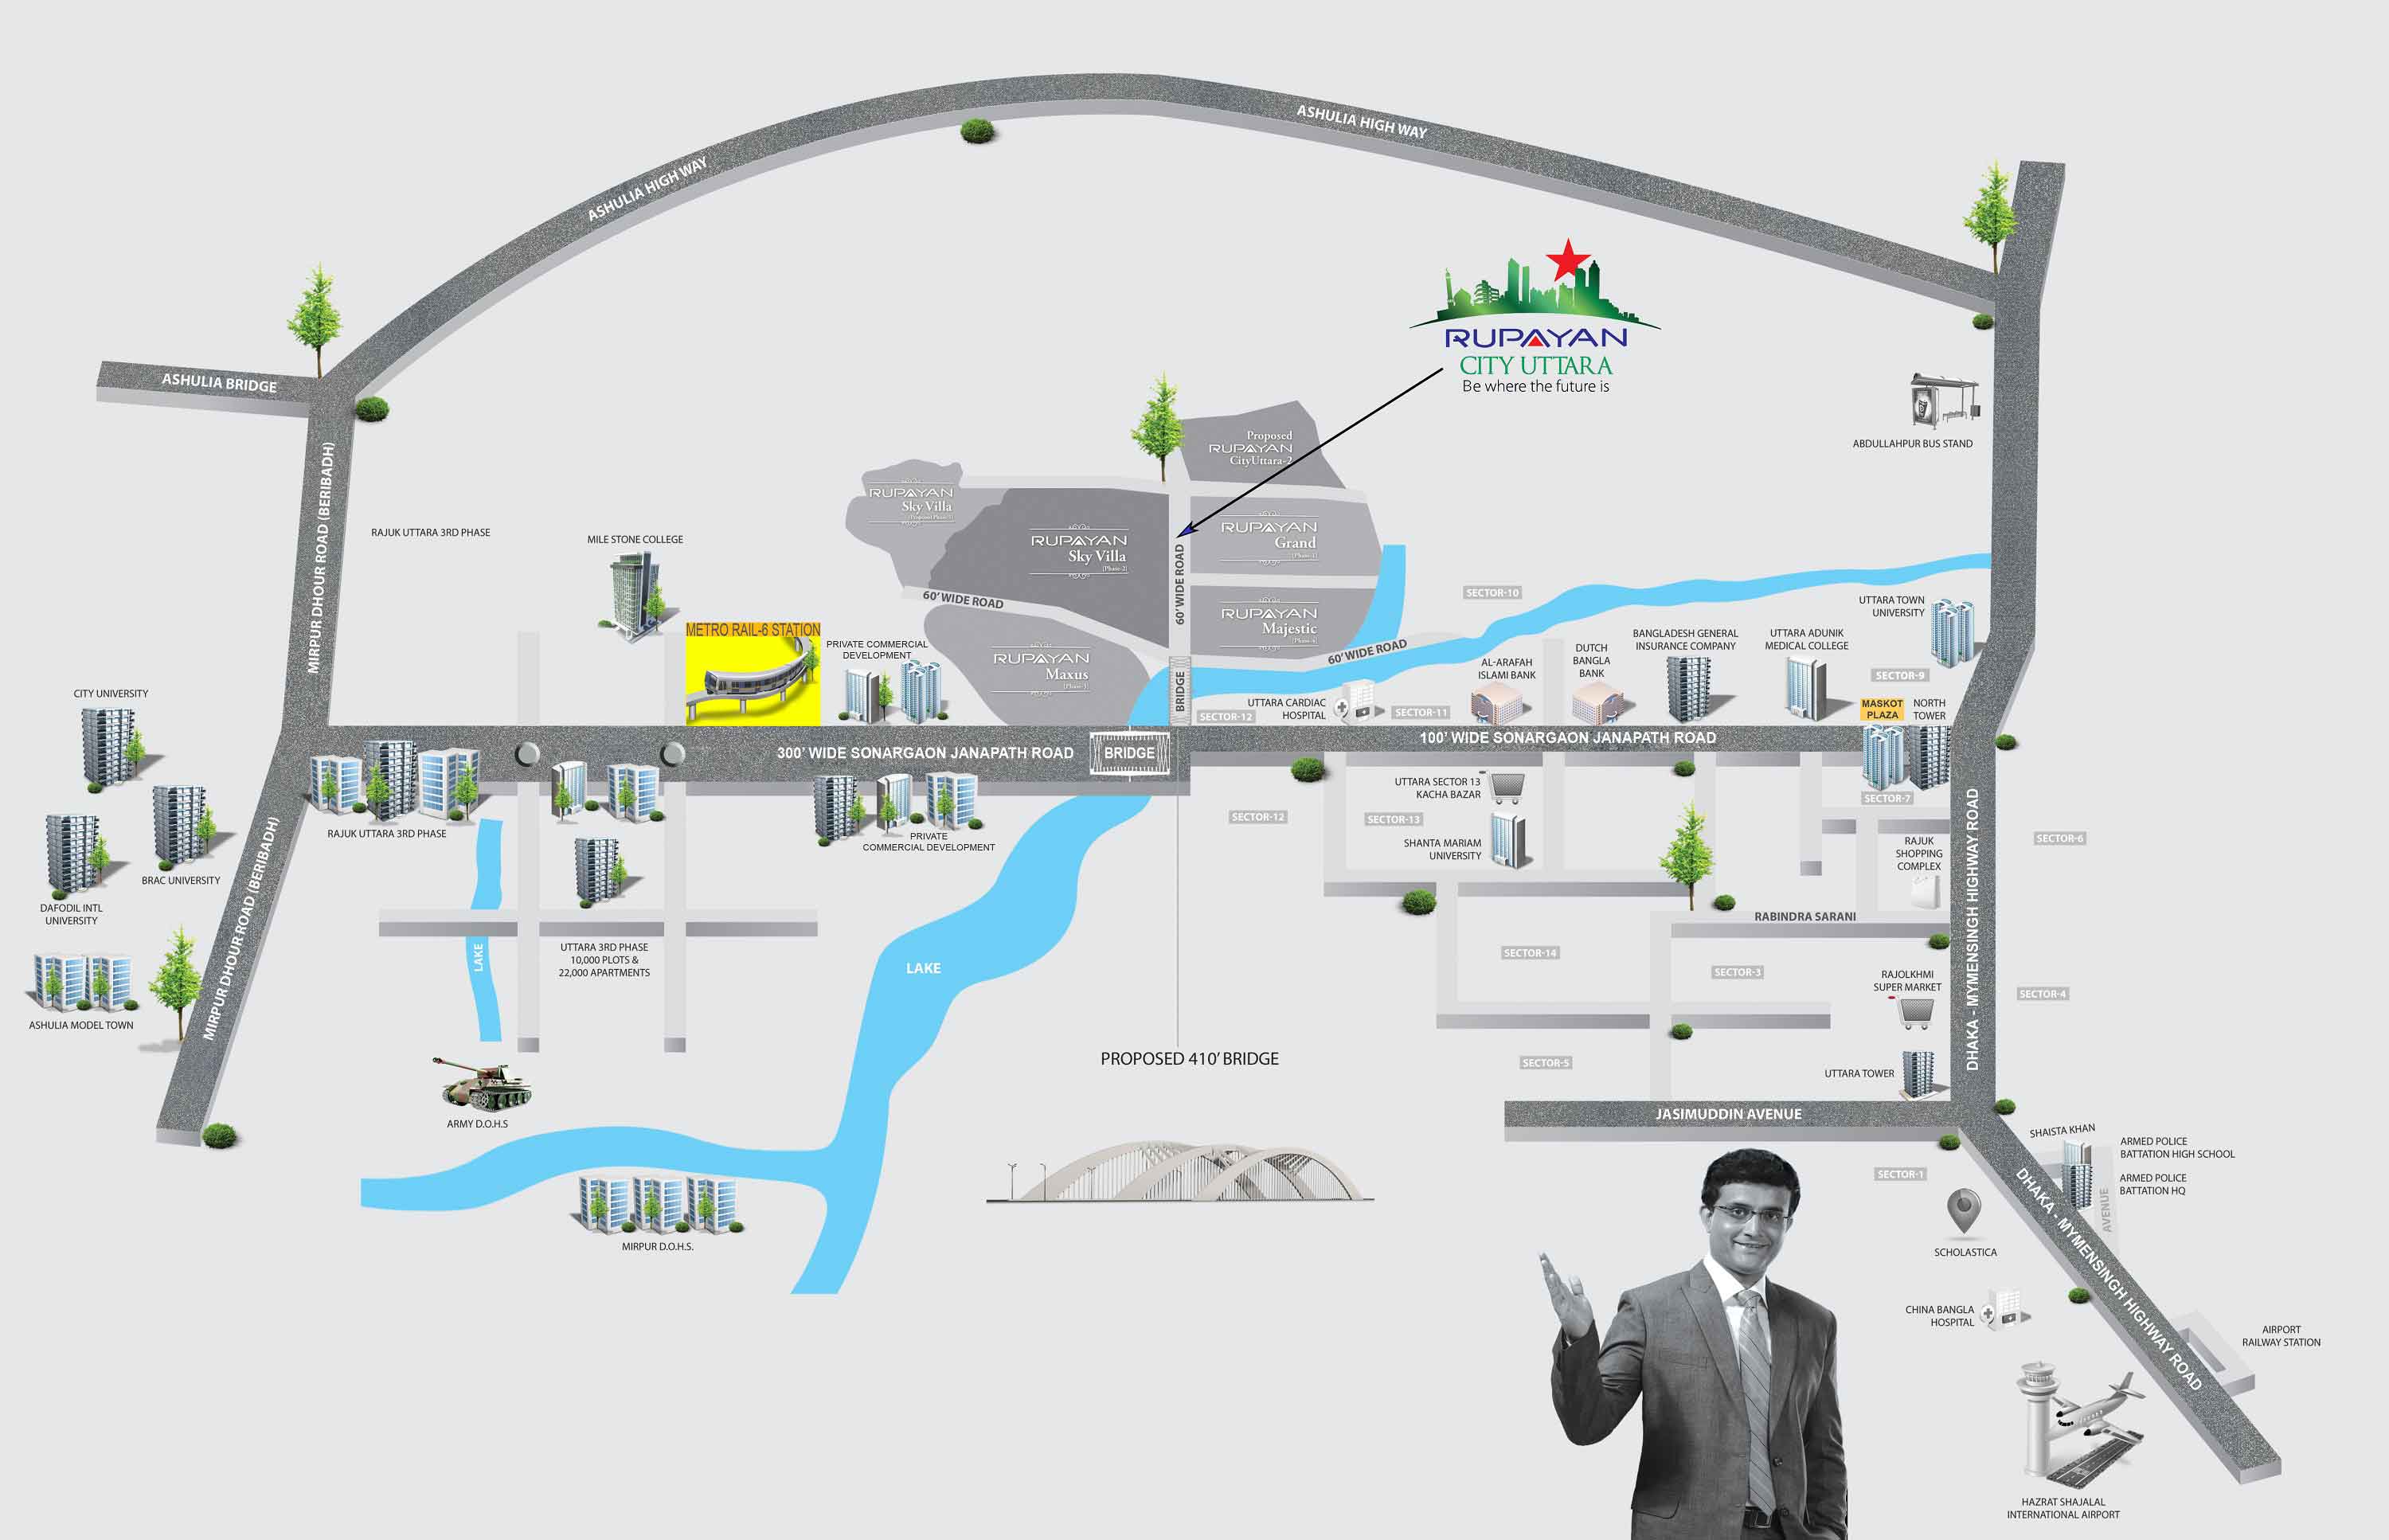 ASHULIA HIGH WAY
ASHULIA HIGH WAY
RUPAYAN
CITY UTTARA
Be where the future is
ASHULIA BRIDGE
MIRPUR DHOUR ROAD (BERIBADH)
RAJUK UTTARA 3RD PHASE
MILE STONE COLLEGE
METRO RAIL-6 STATION
PRIVATE COMMERCIAL
DEVELOPMENT
Proposed
RUPAYAN
CityUttara-2
RUPAYAN
Sky Villa
RUPAYAN
Sky Villa
[Phase-2]
RUPAYAN
Grand
[Phase-1]
RUPAYAN
Majestic
[Phase-4]
RUPAYAN
Maxus
[Phase-3]
60' WIDE ROAD
60' WIDE ROAD
60' WIDE ROAD
BRIDGE
ABDULLAHPUR BUS STAND
SECTOR-10
UTTARA TOWN
UNIVERSITY
BANGLADESH GENERAL
INSURANCE COMPANY
UTTARA ADUNIK
MEDICAL COLLEGE
DUTCH
BANGLA
BANK
AL-ARAFAH
ISLAMI BANK
SECTOR-9
UTTARA CARDIAC
HOSPITAL
SECTOR-12
SECTOR-11
MASKOT
PLAZA
NORTH
TOWER
CITY UNIVERSITY
300' WIDE SONARGAON JANAPATH ROAD
BRIDGE
100' WIDE SONARGAON JANAPATH ROAD
RAJUK UTTARA 3RD PHASE
PRIVATE
COMMERCIAL DEVELOPMENT
UTTARA SECTOR 13
KACHA BAZAR
SECTOR-12
SECTOR-13
SHANTA MARIAM
UNIVERSITY
SECTOR-7
RAJUK
SHOPPING
COMPLEX
SECTOR-6
BRAC UNIVERSITY
DAFODIL INTL
UNIVERSITY
MIRPUR DHOUR ROAD (BERIBADH)
ASHULIA MODEL TOWN
LAKE
UTTARA 3RD PHASE
10,000 PLOTS &
22,000 APARTMENTS
LAKE
RABINDRA SARANI
DHAKA - MYMENSINGH HIGHWAY ROAD
SECTOR-14
SECTOR-3
RAJOLKHMI
SUPER MARKET
SECTOR-4
PROPOSED 410' BRIDGE
SECTOR-5
UTTARA TOWER
ARMY D.O.H.S
JASIMUDDIN AVENUE
SHAISTA KHAN
AVENUE
ARMED POLICE
BATTATION HIGH SCHOOL
ARMED POLICE
BATTATION HQ
SECTOR-1
DHAKA - MYMENSINGH HIGHWAY ROAD
MIRPUR D.O.H.S.
SCHOLASTICA
CHINA BANGLA
HOSPITAL
AIRPORT
RAILWAY STATION
HAZRAT SHAJALAL
INTERNATIONAL AIRPORT